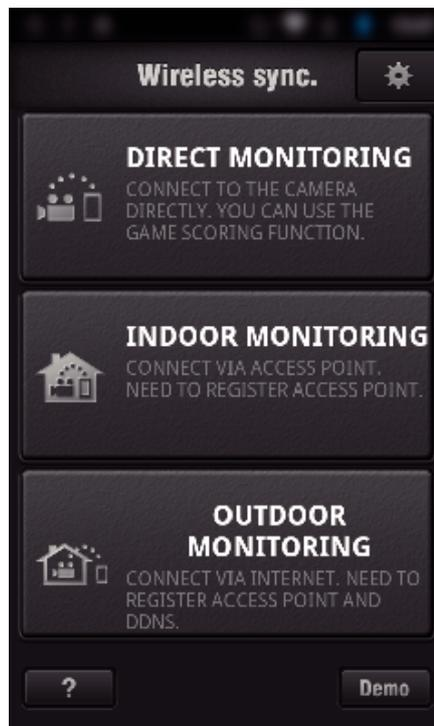 Wireless sync.
DIRECT MONITORING
CONNECT TO THE CAMERA
DIRECTLY. YOU CAN USE THE
GAME SCORING FUNCTION.
INDOOR MONITORING
CONNECT VIA ACCESS POINT.
NEED TO REGISTER ACCESS POINT.
OUTDOOR
MONITORING
CONNECT VIA INTERNET. NEED TO
REGISTER ACCESS POINT AND
DDNS.
?
Demo